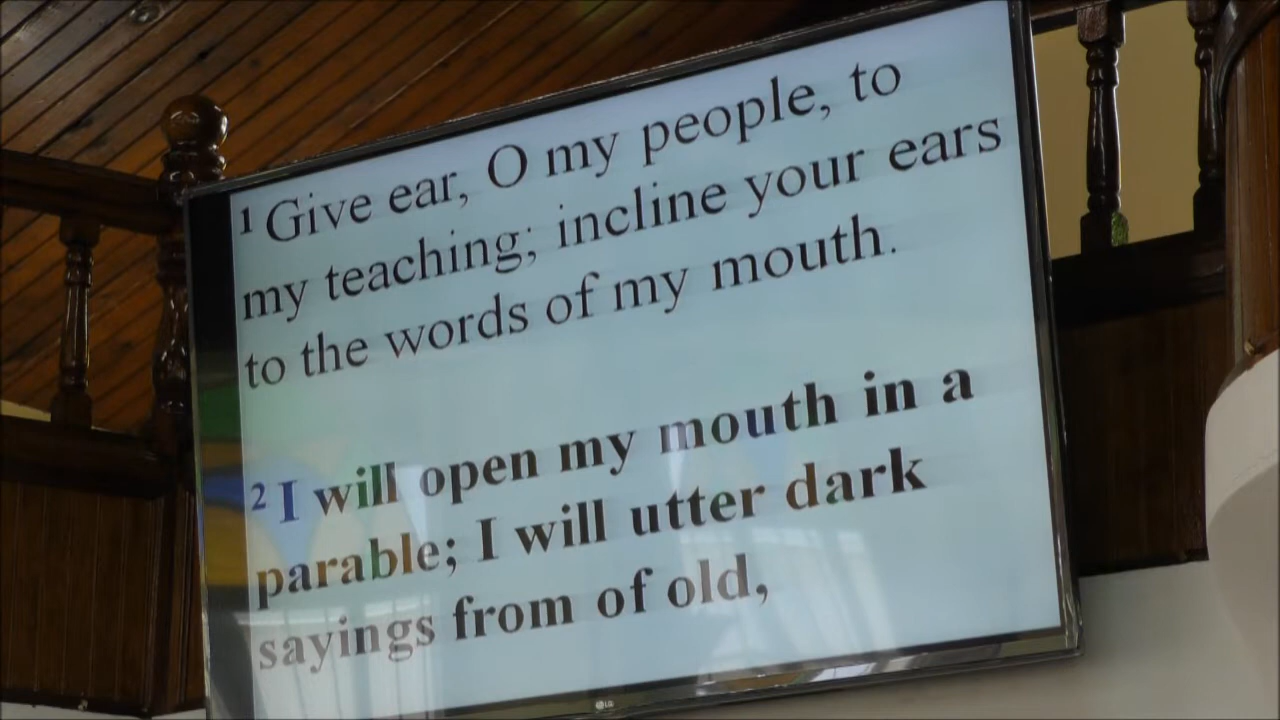 1 Give ear, O my people, to
my teaching; incline your ears
to the words of my mouth.
2 I will open my mouth in a
parable; I will utter dark
sayings from of old,
LG